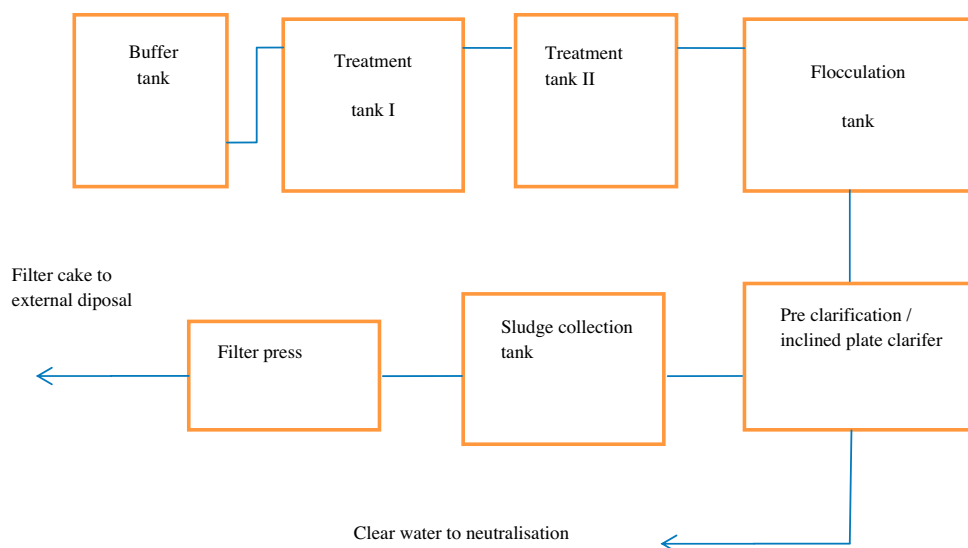 Buffer
tank
Treatment
tank I
Treatment
tank II
Flocculation
tank
Filter cake to
external diposal
Filter press
Sludge collection
tank
Pre clarification /
inclined plate clarifer
Clear water to neutralisation